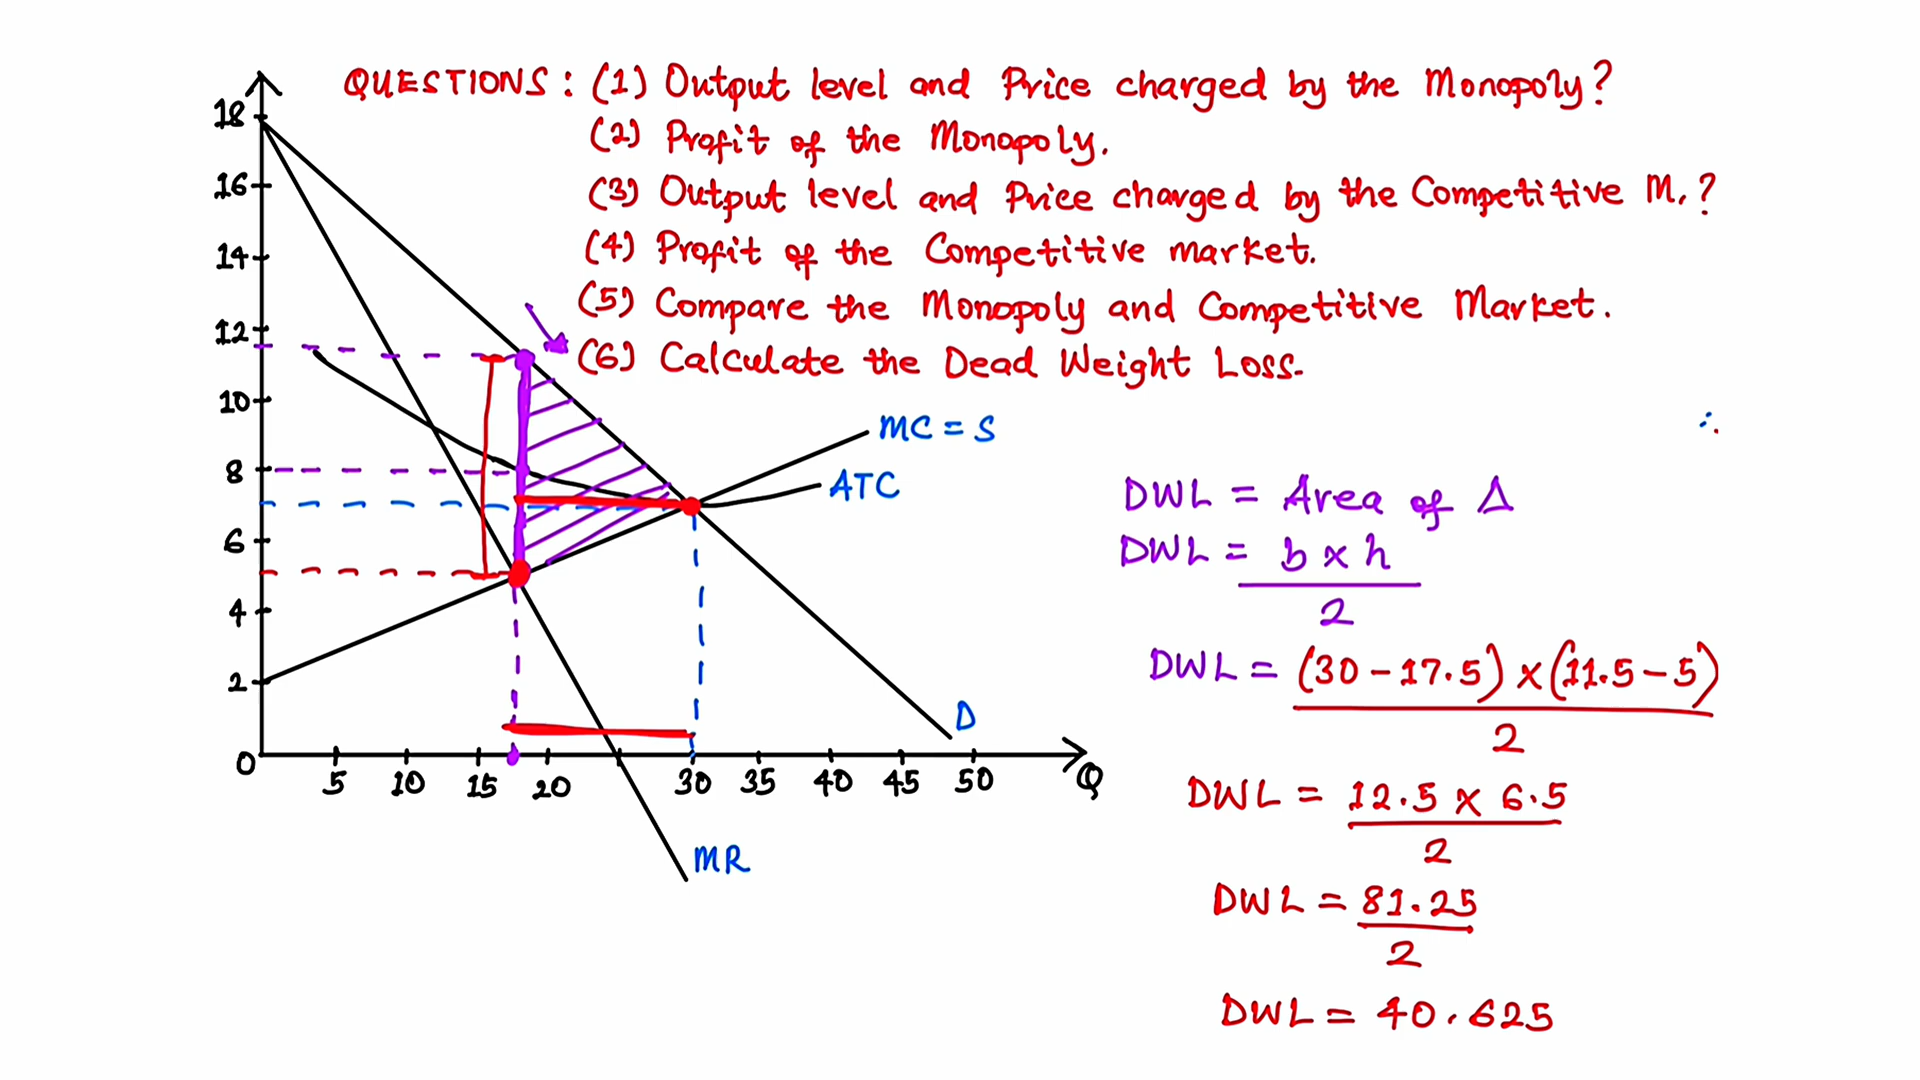 QUESTIONS: (1) Output level and Price charged by the Monopoly?
(2) Profit of the Monopoly.
(3) Output level and Price charged by the Competitive M.?
(4) Profit of the Competitive market.
(5) Compare the Monopoly and Competitive Market.
(6) Calculate the Dead Weight Loss.
18
16
14
12
10
8
6
4
2
0
5 10 15 20 30 35 40 45 50 Q
MC = S
ATC
D
MR
∴
DWL = Area of Δ
DWL = b x h
2
DWL = (30 - 17.5) x (11.5 - 5)
2
DWL = 12.5 x 6.5
2
DWL = 81.25
2
DWL = 40.625